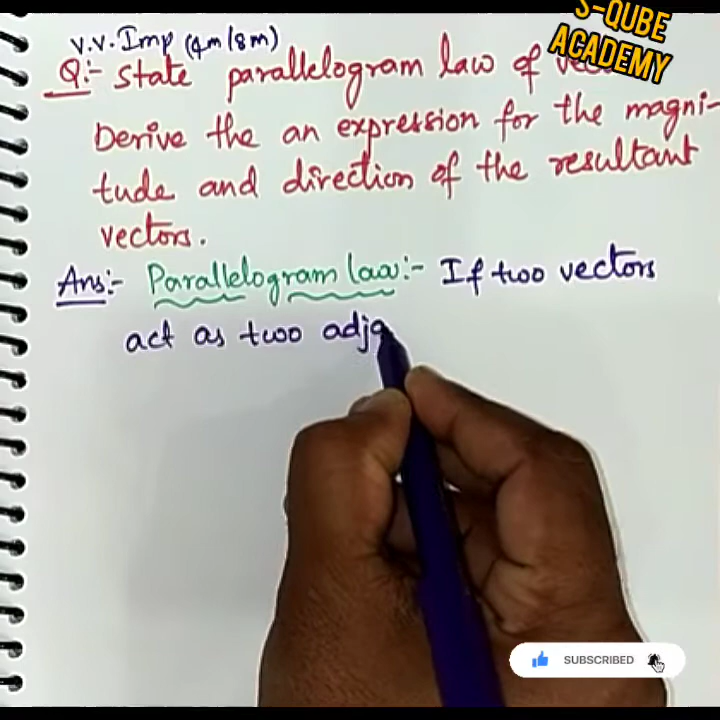 S-QUBE
ACADEMY
V.V. Imp (4m/8m)
Q:- State parallelogram law of
Derive the an expression for the magni-
tude and direction of the resultant
vectors.
Ans:- Parallelogram law:- If two vectors
act as two adja
SUBSCRIBED